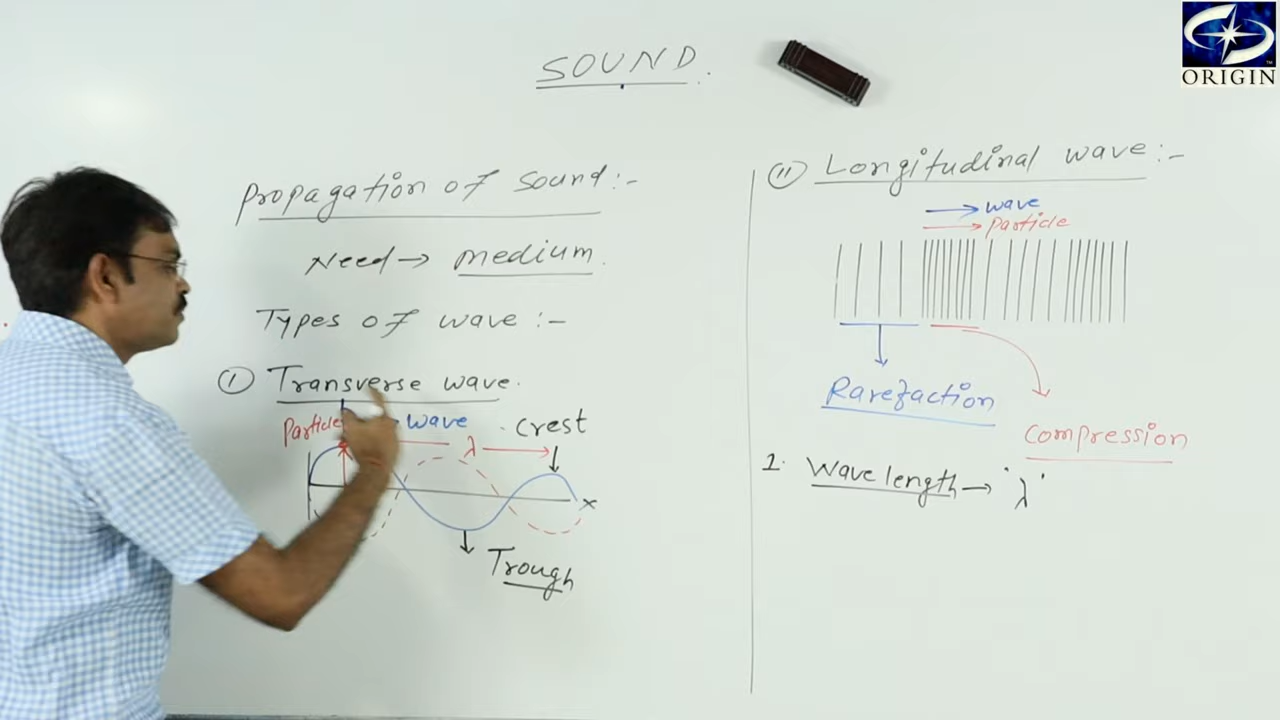 SOUND.
ORIGIN
Propagation of sound:-
Need → medium.
Types of wave :-
(I) Transverse wave.
Particle
wave
λ
crest
x
Trough
(II) Longitudinal wave :-
wave
Particle
Rarefaction
compression
1. Wavelength → 'λ'